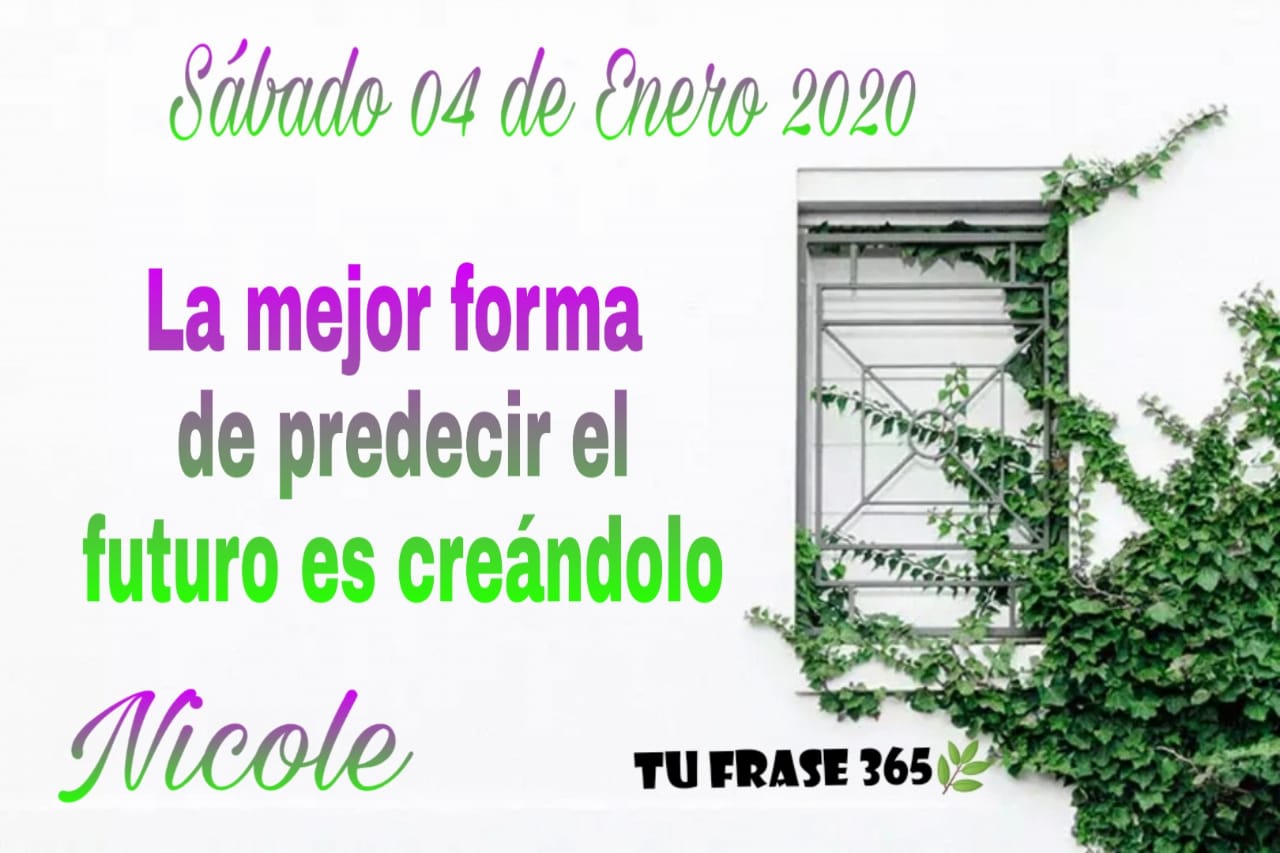 Sábado 04 de Enero 2020
La mejor forma
de predecir el
futuro es creándolo
Nicole
TU FRASE 365